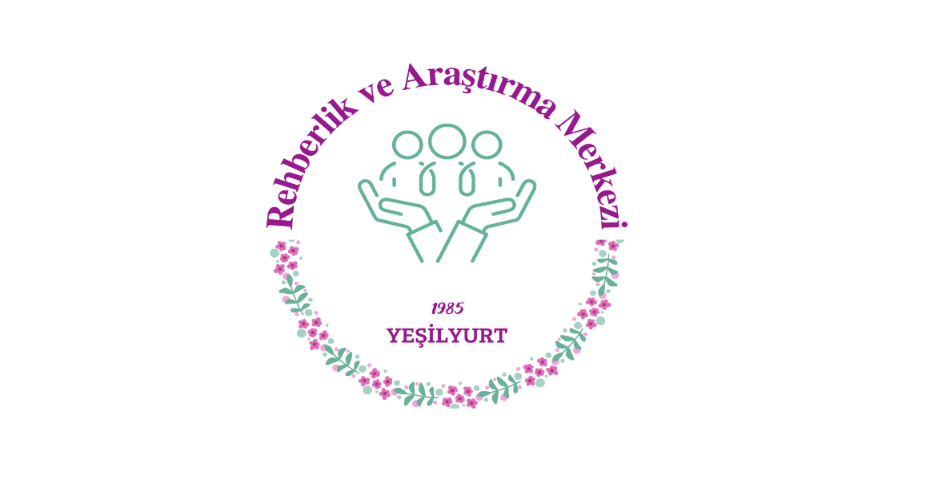 Rehberlik ve Araştırma Merkezi
1985
YEŞİLYURT